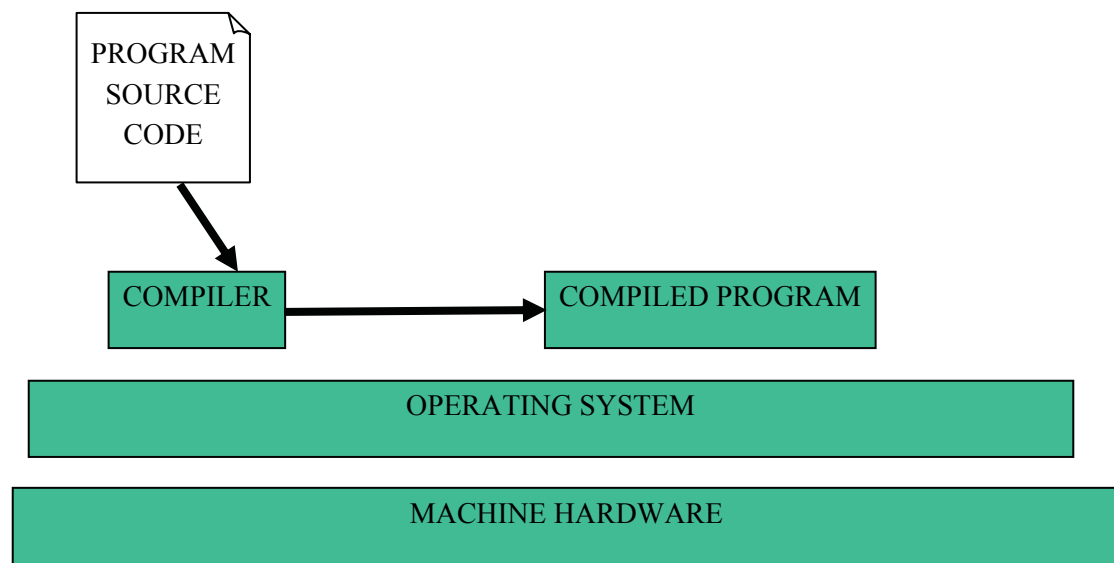 PROGRAM
SOURCE
CODE
COMPILER
COMPILED PROGRAM
OPERATING SYSTEM
MACHINE HARDWARE